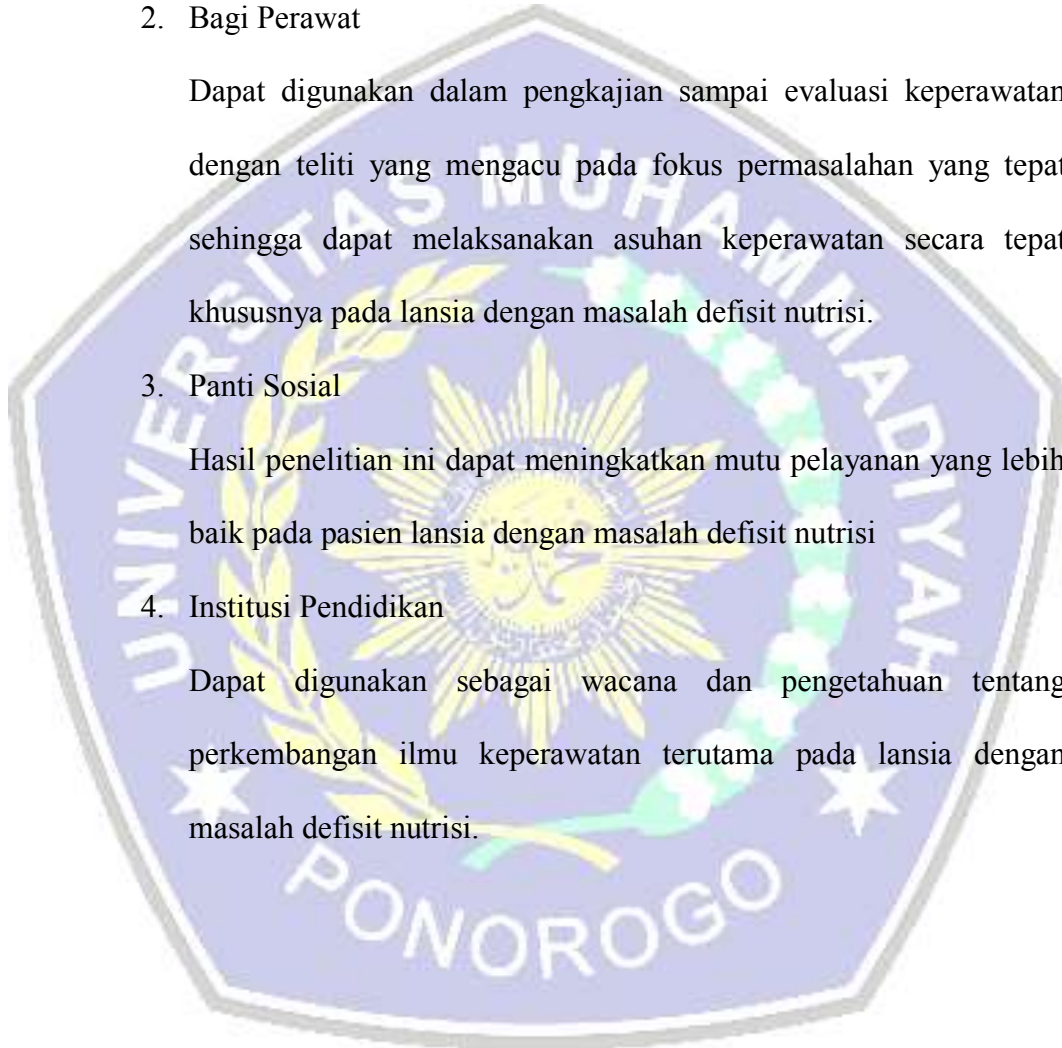 2. Bagi Perawat
Dapat digunakan dalam pengkajian sampai evaluasi keperawatan
dengan teliti yang mengacu pada fokus permasalahan yang tepat
sehingga dapat melaksanakan asuhan keperawatan secara tepat
khususnya pada lansia dengan masalah defisit nutrisi.
3. Panti Sosial
Hasil penelitian ini dapat meningkatkan mutu pelayanan yang lebih
baik pada pasien lansia dengan masalah defisit nutrisi
4. Institusi Pendidikan
Dapat digunakan sebagai wacana dan pengetahuan tentang
perkembangan ilmu keperawatan terutama pada lansia dengan
masalah defisit nutrisi.
UNIVERSITAS MUHAMMADIYAH
PONOROGO